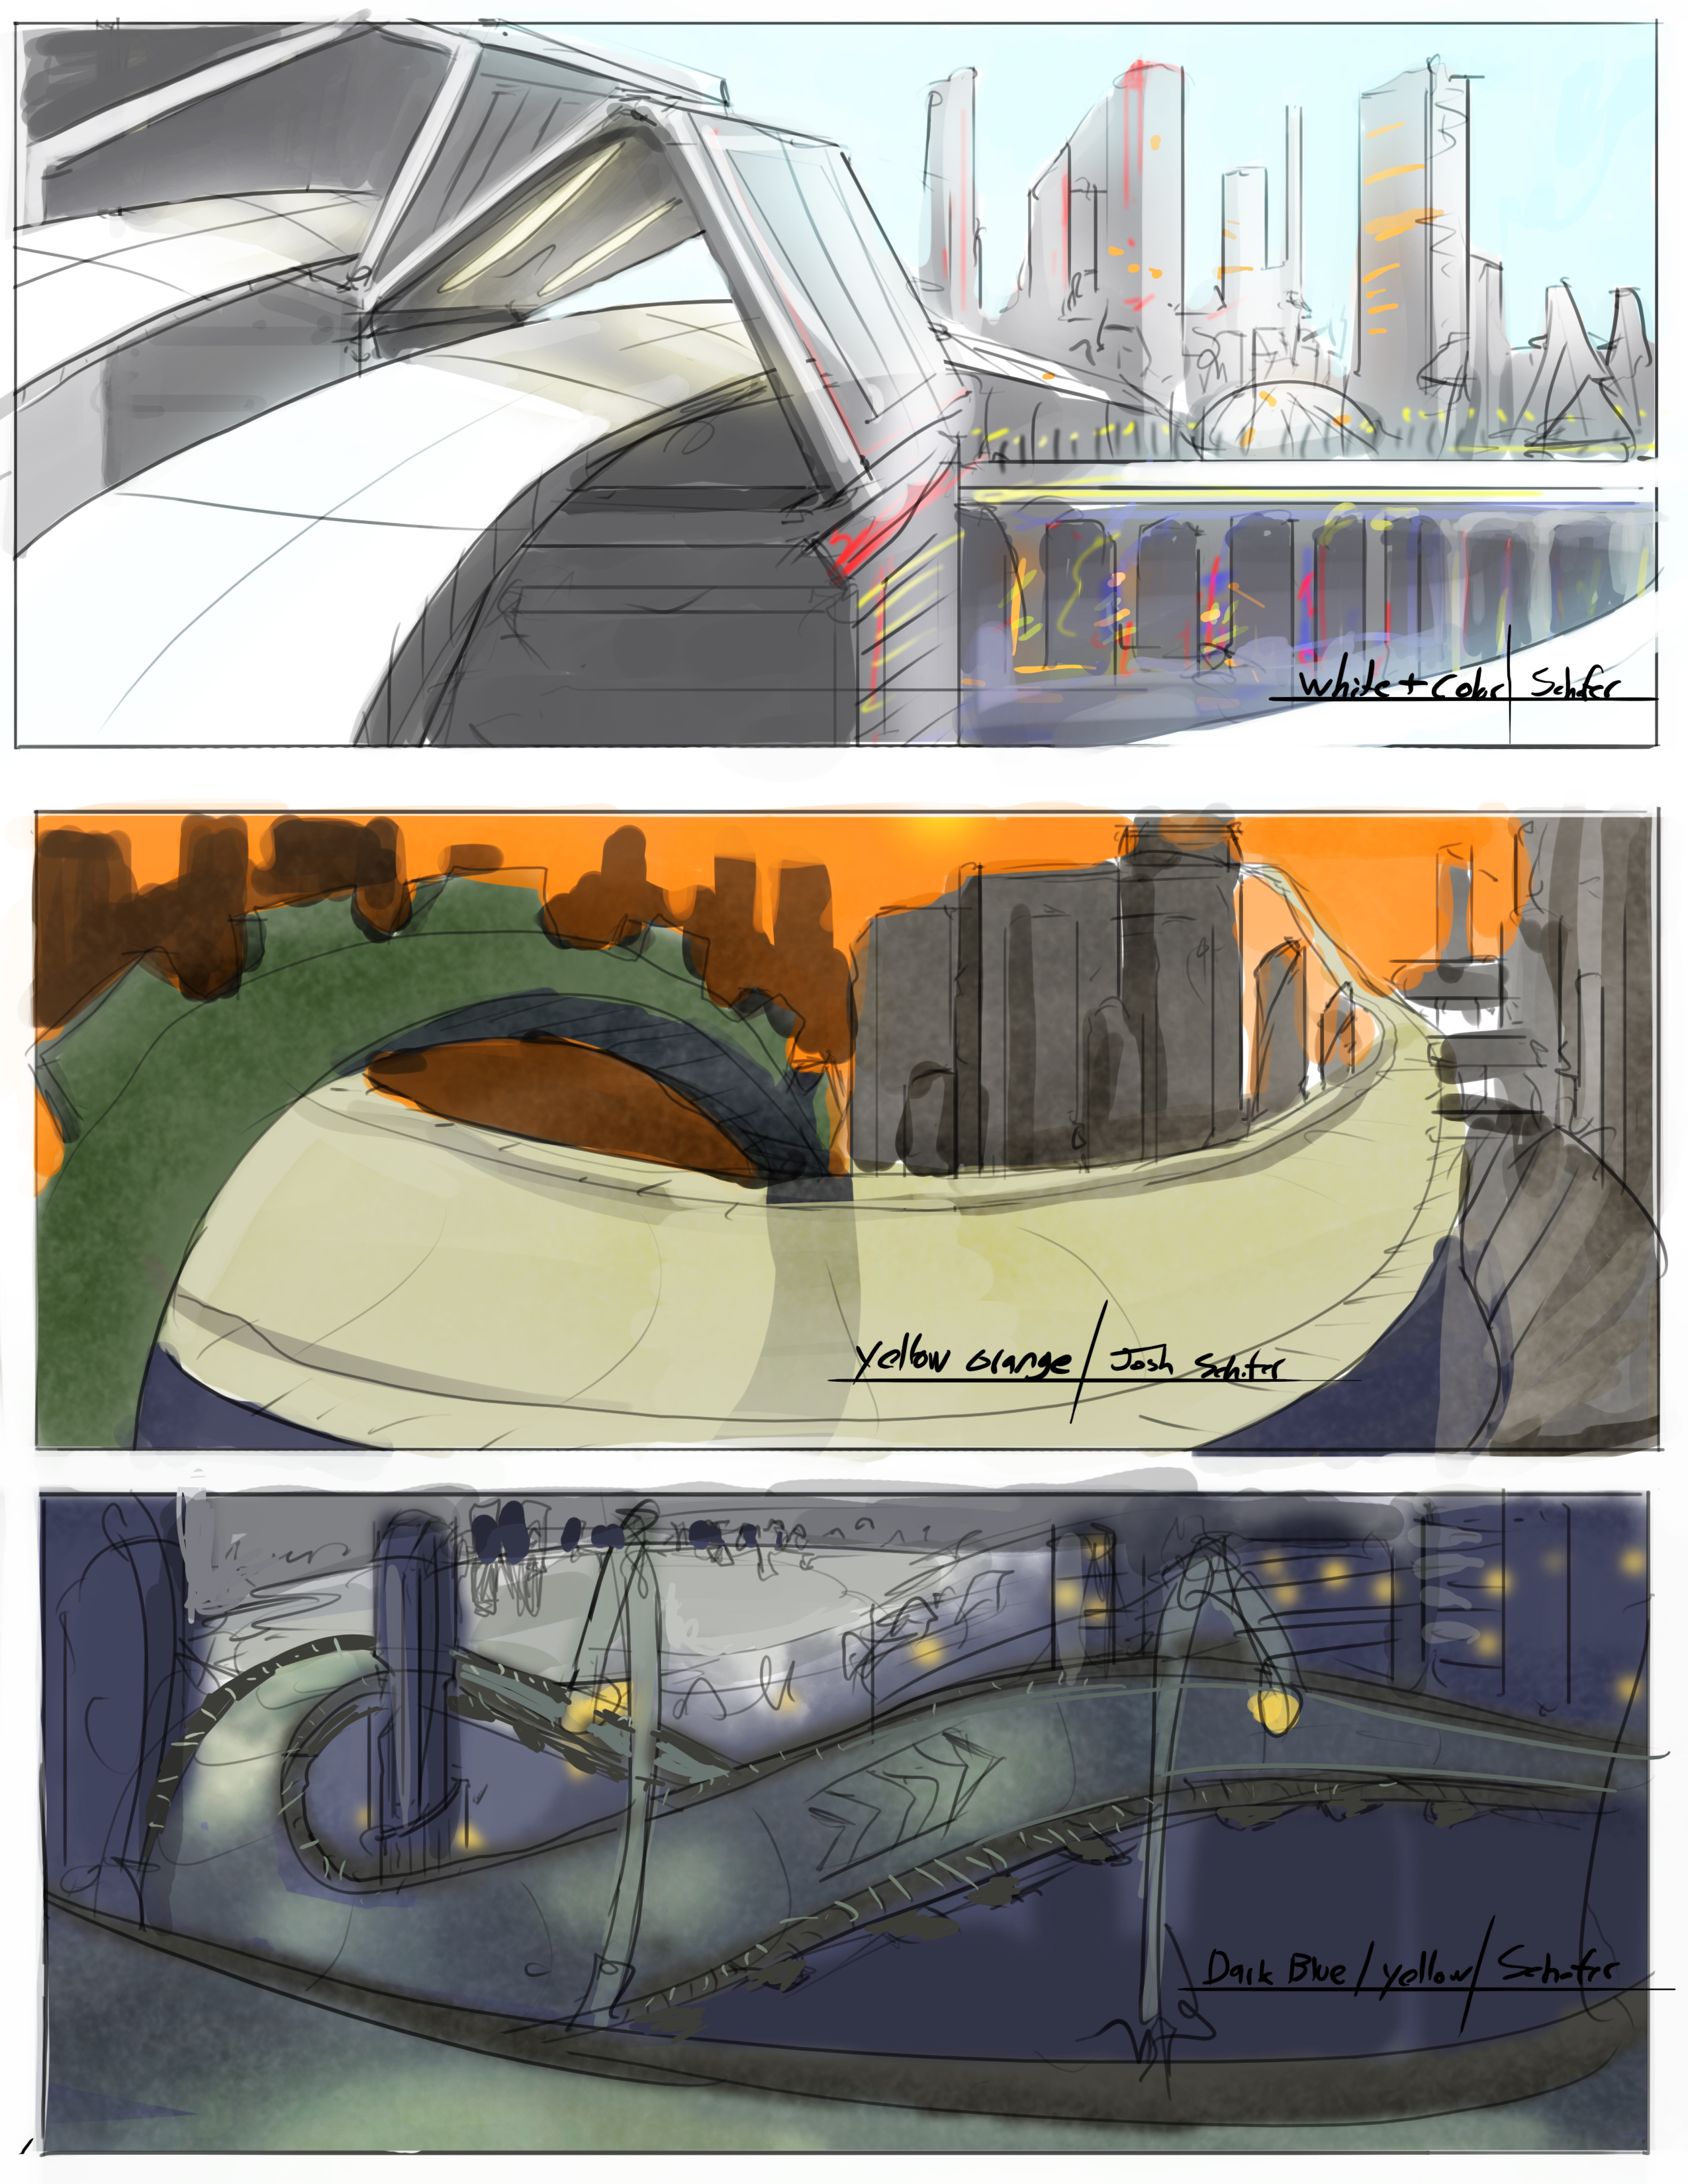 White + Color | Schafer
Yellow orange / Josh Schafer
Dark Blue / yellow / Schafer